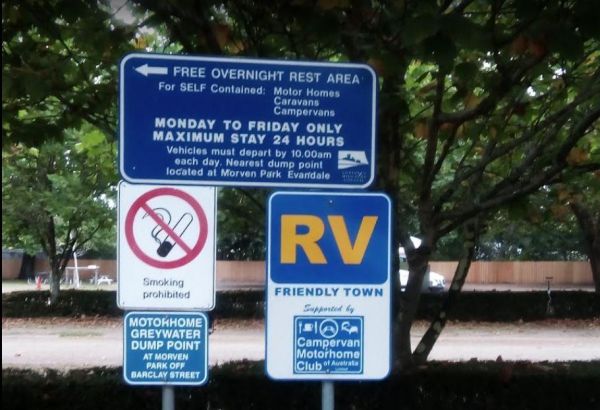 FREE OVERNIGHT REST AREA
For SELF Contained: Motor Homes
Caravans
Campervans
MONDAY TO FRIDAY ONLY
MAXIMUM STAY 24 HOURS
Vehicles must depart by 10.00am
each day. Nearest dump point
located at Morven Park Evandale
Smoking
prohibited
MOTORHOME
GREYWATER
DUMP POINT
AT MORVEN
PARK OFF
BARCLAY STREET
RV
FRIENDLY TOWN
Supported by
Campervan
Motorhome
Club of Australia